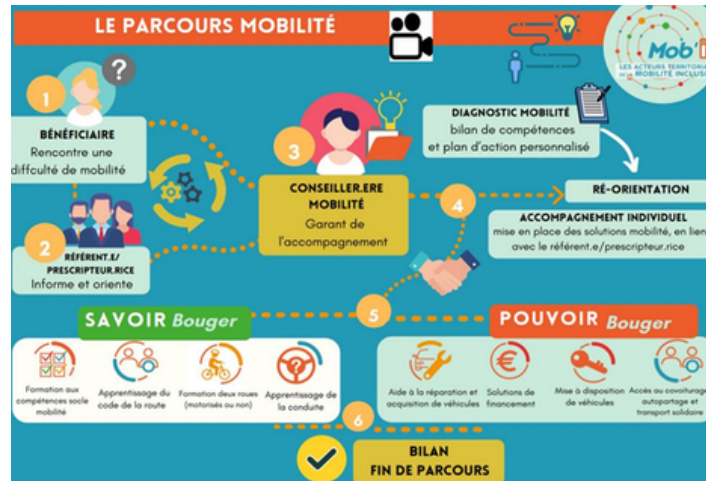 LE PARCOURS MOBILITÉ
Mob'
LES ACTEURS TERRITORIA
DE LA MOBILITÉ INCLUSI
?
1
BÉNÉFICIAIRE
Rencontre une
diffculté de mobilité
2
RÉFÉRENT.E/
PRESCRIPTEUR.RICE
Informe et oriente
3
CONSEILLER.ERE
MOBILITÉ
Garant de
l'accompagnement
DIAGNOSTIC MOBILITÉ
bilan de compétences
et plan d'action personnalisé
4
RÉ-ORIENTATION
ACCOMPAGNEMENT INDIVIDUEL
mise en place des solutions mobilité, en lien
avec le référent.e/prescripteur.rice
5
SAVOIR Bouger
Formation aux
compétences socle
mobilité
Apprentissage du
code de la route
Formation deux roues
(motorisés ou non)
Apprentissage de
la conduite
POUVOIR Bouger
Aide à la réparation et
acquisition de véhicules
Solutions de
financement
Mise à disposition
de véhicules
Accès au covoiturage,
autopartage et
transport solidaire
6
BILAN
FIN DE PARCOURS